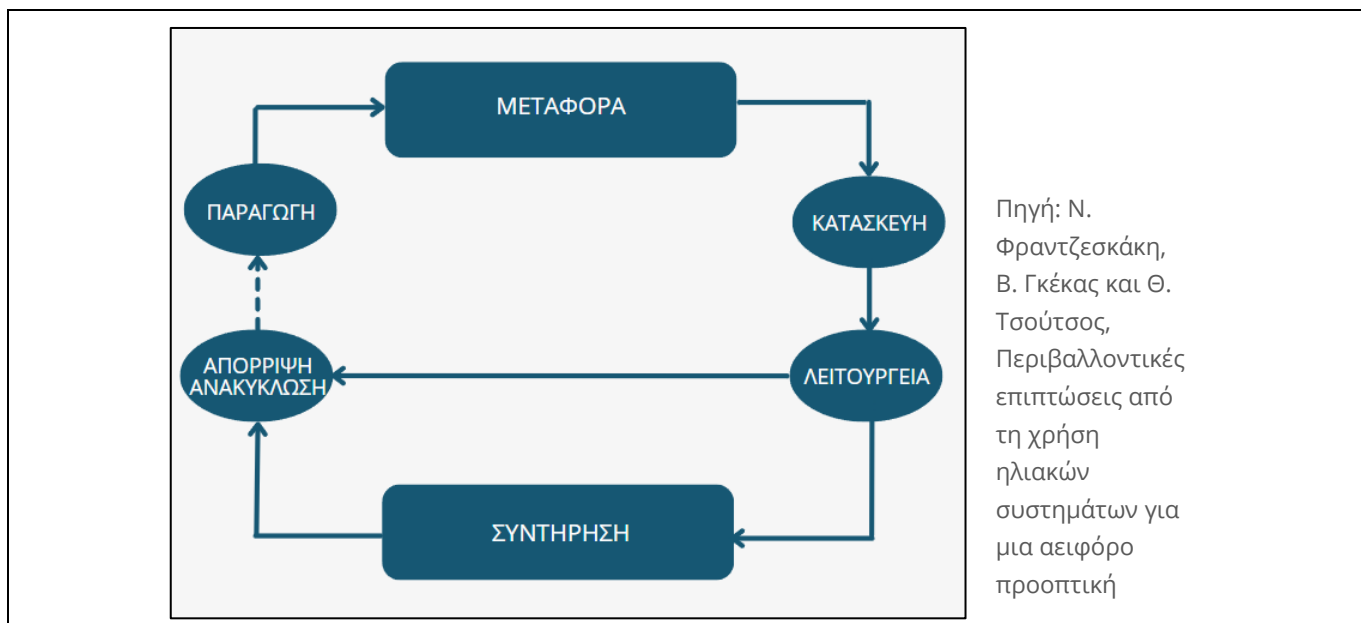 ΜΕΤΑΦΟΡΑ
ΠΑΡΑΓΩΓΗ
ΚΑΤΑΣΚΕΥΗ
ΑΠΟΡΡΙΨΗ
ΑΝΑΚΥΚΛΩΣΗ
ΛΕΙΤΟΥΡΓΕΙΑ
ΣΥΝΤΗΡΗΣΗ
Πηγή: Ν.
Φραντζεσκάκη,
Β. Γκέκας και Θ.
Τσούτσος,
Περιβαλλοντικές
επιπτώσεις από
τη χρήση
ηλιακών
συστημάτων για
μια αειφόρο
προοπτική